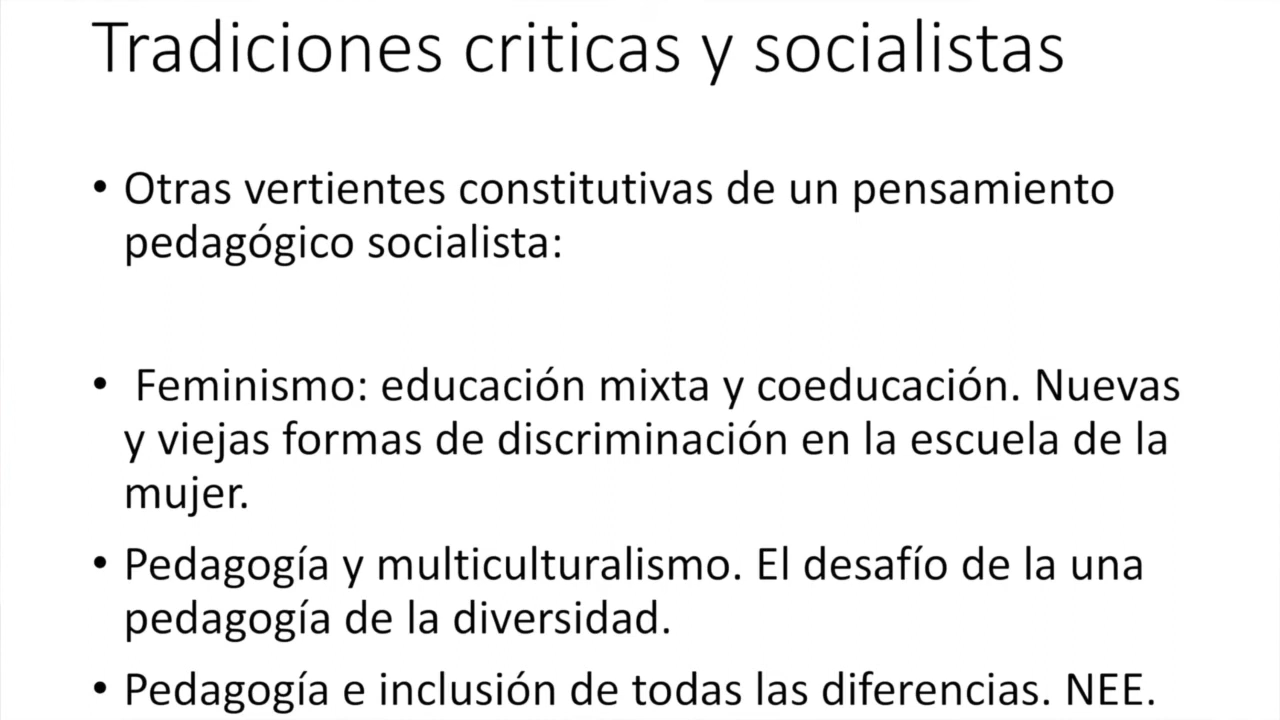 Tradiciones criticas y socialistas
• Otras vertientes constitutivas de un pensamiento
pedagógico socialista:
• Feminismo: educación mixta y coeducación. Nuevas
y viejas formas de discriminación en la escuela de la
mujer.
• Pedagogía y multiculturalismo. El desafío de la una
pedagogía de la diversidad.
• Pedagogía e inclusión de todas las diferencias. NEE.